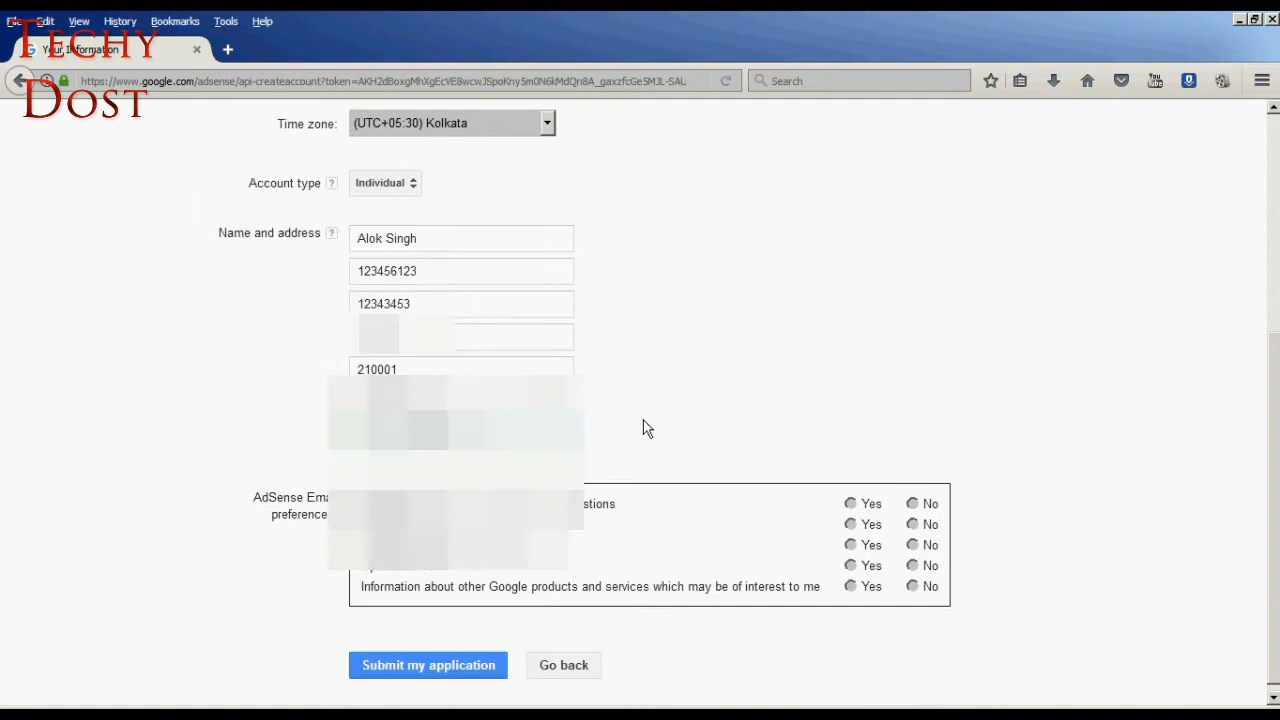 File Edit View History Bookmarks Tools Help
TECHY
DOST
Your Information
https://www.google.com/adsense/api-createaccount?
Search
You Tube
Time zone: (UTC+05:30) Kolkata
Account type ? Individual
Name and address ? Alok Singh
123456123
12343453
210001
AdSense Ema
preference
stions Yes No
Yes No
Yes No
Yes No
Information about other Google products and services which may be of interest to me Yes No
Submit my application Go back